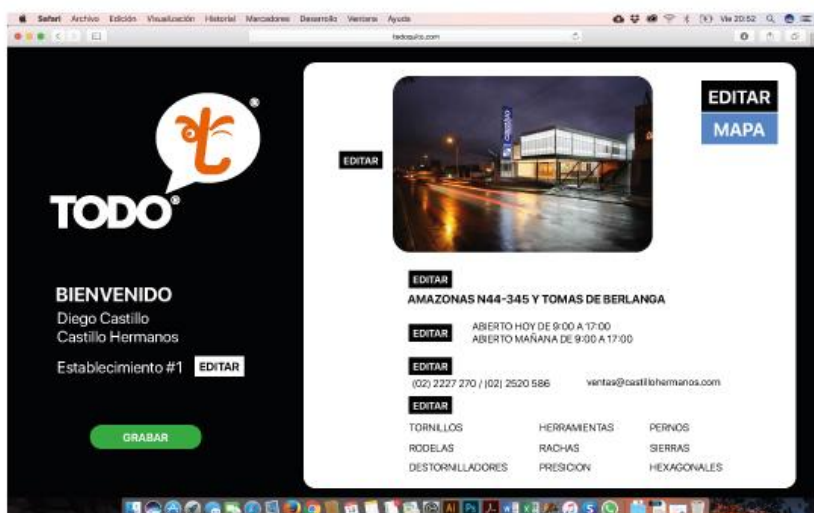 Safari Archivo Edición Visualización Historial Marcadores Desarrollo Ventana Ayuda
Vie 20:52
todoquito.com
TODO®
®
BIENVENIDO
Diego Castillo
Castillo Hermanos
Establecimiento #1 EDITAR
GRABAR
EDITAR
EDITAR
MAPA
EDITAR
AMAZONAS N44-345 Y TOMAS DE BERLANGA
EDITAR
ABIERTO HOY DE 9:00 A 17:00
ABIERTO MAÑANA DE 9:00 A 17:00
EDITAR
(02) 2227 270 / (02) 2520 586 ventas@castillohermanos.com
EDITAR
TORNILLOS HERRAMIENTAS PERNOS
RODELAS RACHAS SIERRAS
DESTORNILLADORES PRESICION HEXAGONALES